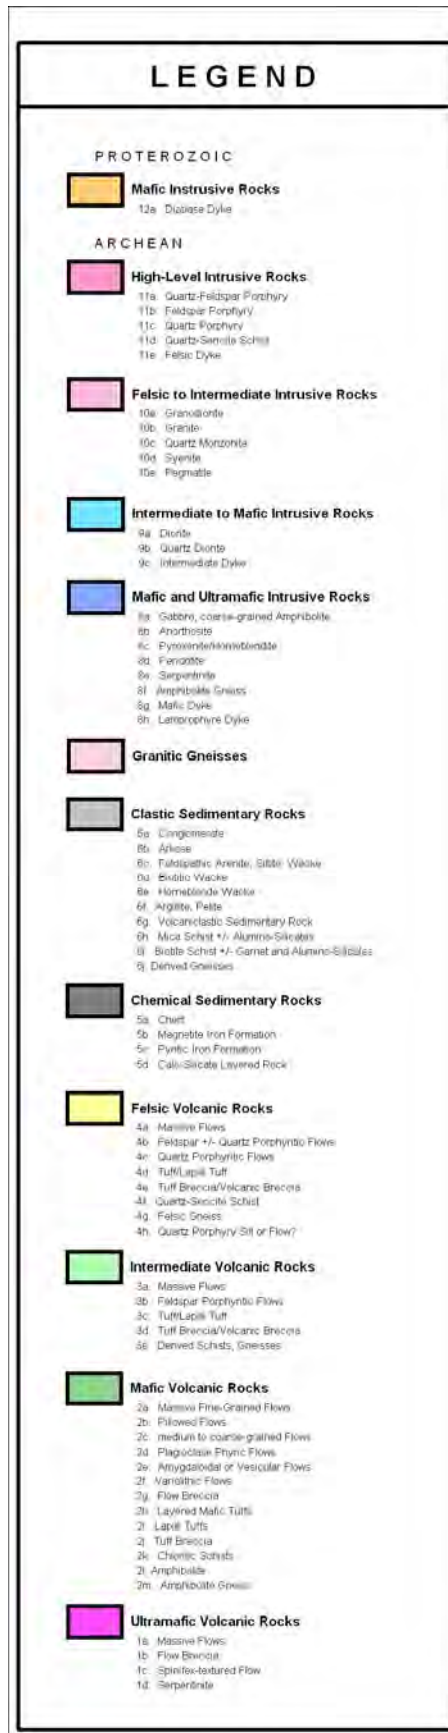 LEGEND
PROTEROZOIC
Mafic Instrusive Rocks
12a Diabase Dyke
ARCHEAN
High-Level Intrusive Rocks
11a Quartz-Feldspar Porphyry
11b Feldspar Porphyry
11c Quartz Porphyry
11d Quartz-Sericite Schist
11e Felsic Dyke
Felsic to Intermediate Intrusive Rocks
10a Granodiorite
10b Granite
10c Quartz Monzonite
10d Syenite
10e Pegmatite
Intermediate to Mafic Intrusive Rocks
9a Diorite
9b Quartz Diorite
9c Intermediate Dyke
Mafic and Ultramafic Intrusive Rocks
8a Gabbro, coarse-grained Amphibolite
8b Anorthosite
8c Pyroxenite/Hornblendite
8d Peridotite
8e Serpentinite
8f Amphibolite Gneiss
8g Mafic Dyke
8h Lamprophyre Dyke
Granitic Gneisses
Clastic Sedimentary Rocks
6a Conglomerate
6b Arkose
6c Feldspathic Arenite, Wacke
6d Biotitic Wacke
6e Horneblende Wacke
6f Argillite, Pelite
6g Volcaniclastic Sedimentary Rock
6h Mica Schist +/- Alumino-Silicates
6i Biotite Schist +/- Garnet and Alumino-Silicates
6j Derived Gneisses
Chemical Sedimentary Rocks
5a Chert
5b Magnetite Iron Formation
5c Pyritic Iron Formation
5d Calc-Silicate Layered Rock
Felsic Volcanic Rocks
4a Massive Flows
4b Feldspar +/- Quartz Porphyritic Flows
4c Quartz Porphyritic Flows
4d Tuff/Lapilli Tuff
4e Tuff Breccia/Volcanic Breccia
4f Quartz-Sericite Schist
4g Felsic Gneiss
4h Quartz Porphyry Sill or Flow?
Intermediate Volcanic Rocks
3a Massive Flows
3b Feldspar Porphyritic Flows
3c Tuff/Lapilli Tuff
3d Tuff Breccia/Volcanic Breccia
3e Derived Schists, Gneisses
Mafic Volcanic Rocks
2a Massive Fine-Grained Flows
2b Pillowed Flows
2c medium to coarse-grained Flows
2d Plagioclase Phyric Flows
2e Amygdaloidal or Vesicular Flows
2f Variolitic Flows
2g Flow Breccia
2h Layered Mafic Tuffs
2i Lapilli Tuffs
2j Tuff Breccia
2k Chloritic Schists
2l Amphibolite
2m Amphibolite Gneiss
Ultramafic Volcanic Rocks
1a Massive Flows
1b Flow Breccia
1c Spinifex-textured Flow
1d Serpentinite